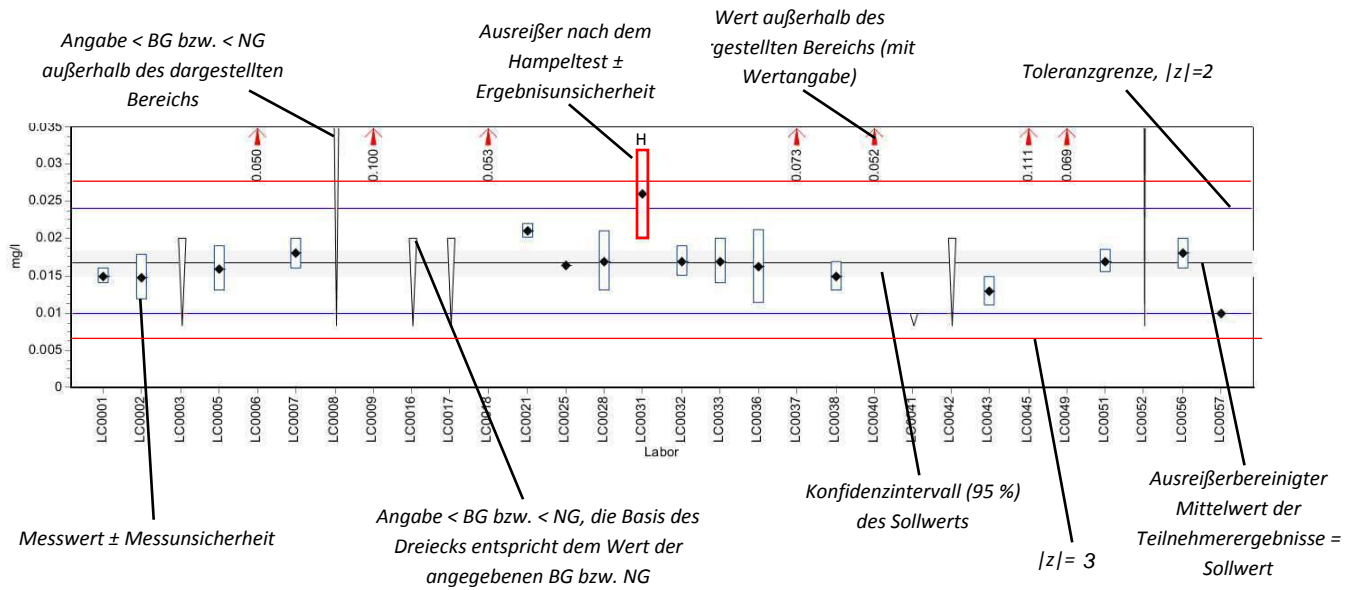 Angabe < BG bzw. < NG
außerhalb des dargestellten
Bereichs
Ausreißer nach dem
Hampeltest ±
Ergebnisunsicherheit
Wert außerhalb des
gestellten Bereichs (mit
Wertangabe)
Toleranzgrenze, |z|=2
0.035
0.03
0.025
0.02
0.015
0.01
0.005
0
mg/l
0.050
0.100
0.053
H
0.073
0.052
0.111
0.069
LC0001
LC0002
LC0003
LC0005
LC0006
LC0007
LC0008
LC0009
LC0016
LC0017
LC0018
LC0021
LC0025
LC0028
LC0031
LC0032
LC0033
LC0036
LC0037
LC0038
LC0040
LC0041
LC0042
LC0043
LC0045
LC0049
LC0051
LC0052
LC0056
LC0057
Labor
Messwert ± Messunsicherheit
Angabe < BG bzw. < NG, die Basis des
Dreiecks entspricht dem Wert der
angegebenen BG bzw. NG
Konfidenzintervall (95 %)
des Sollwerts
|z|= 3
Ausreißerbereinigter
Mittelwert der
Teilnehmerergebnisse =
Sollwert